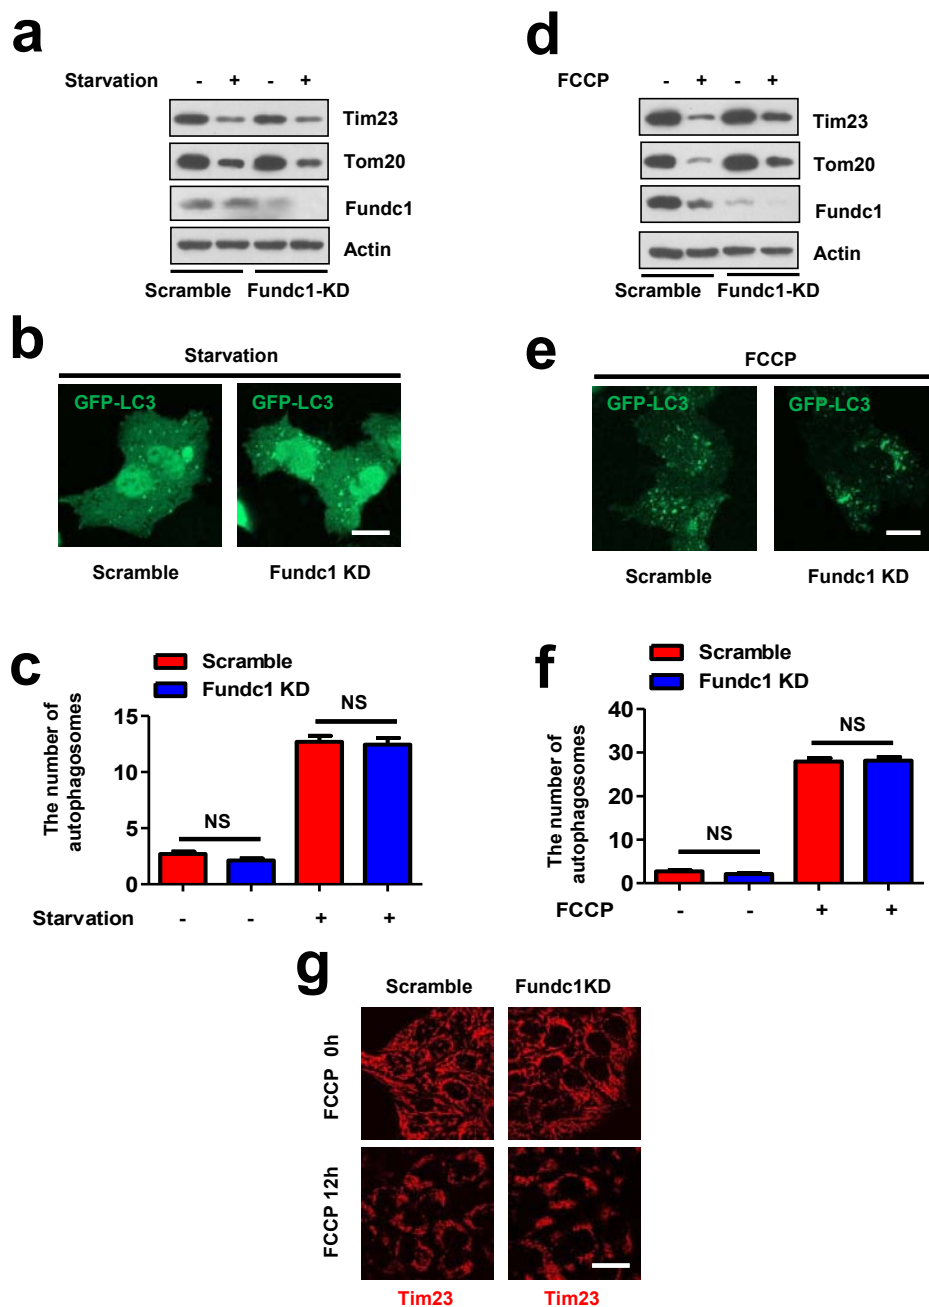 a
Starvation - + - +
Tim23
Tom20
Fundc1
Actin
Scramble Fundc1-KD
b
Starvation
GFP-LC3 GFP-LC3
Scramble Fundc1 KD
c
Scramble
Fundc1 KD
The number of
autophagosomes
15
12
5
0
NS
NS
Starvation - - + +
d
FCCP - + - +
Tim23
Tom20
Fundc1
Actin
Scramble Fundc1-KD
e
FCCP
GFP-LC3 GFP-LC3
Scramble Fundc1 KD
f
Scramble
Fundc1 KD
The number of
autophagosomes
40
30
20
10
0
NS
NS
FCCP - - + +
g
Scramble Fundc1KD
FCCP 0h
FCCP 12h
Tim23 Tim23